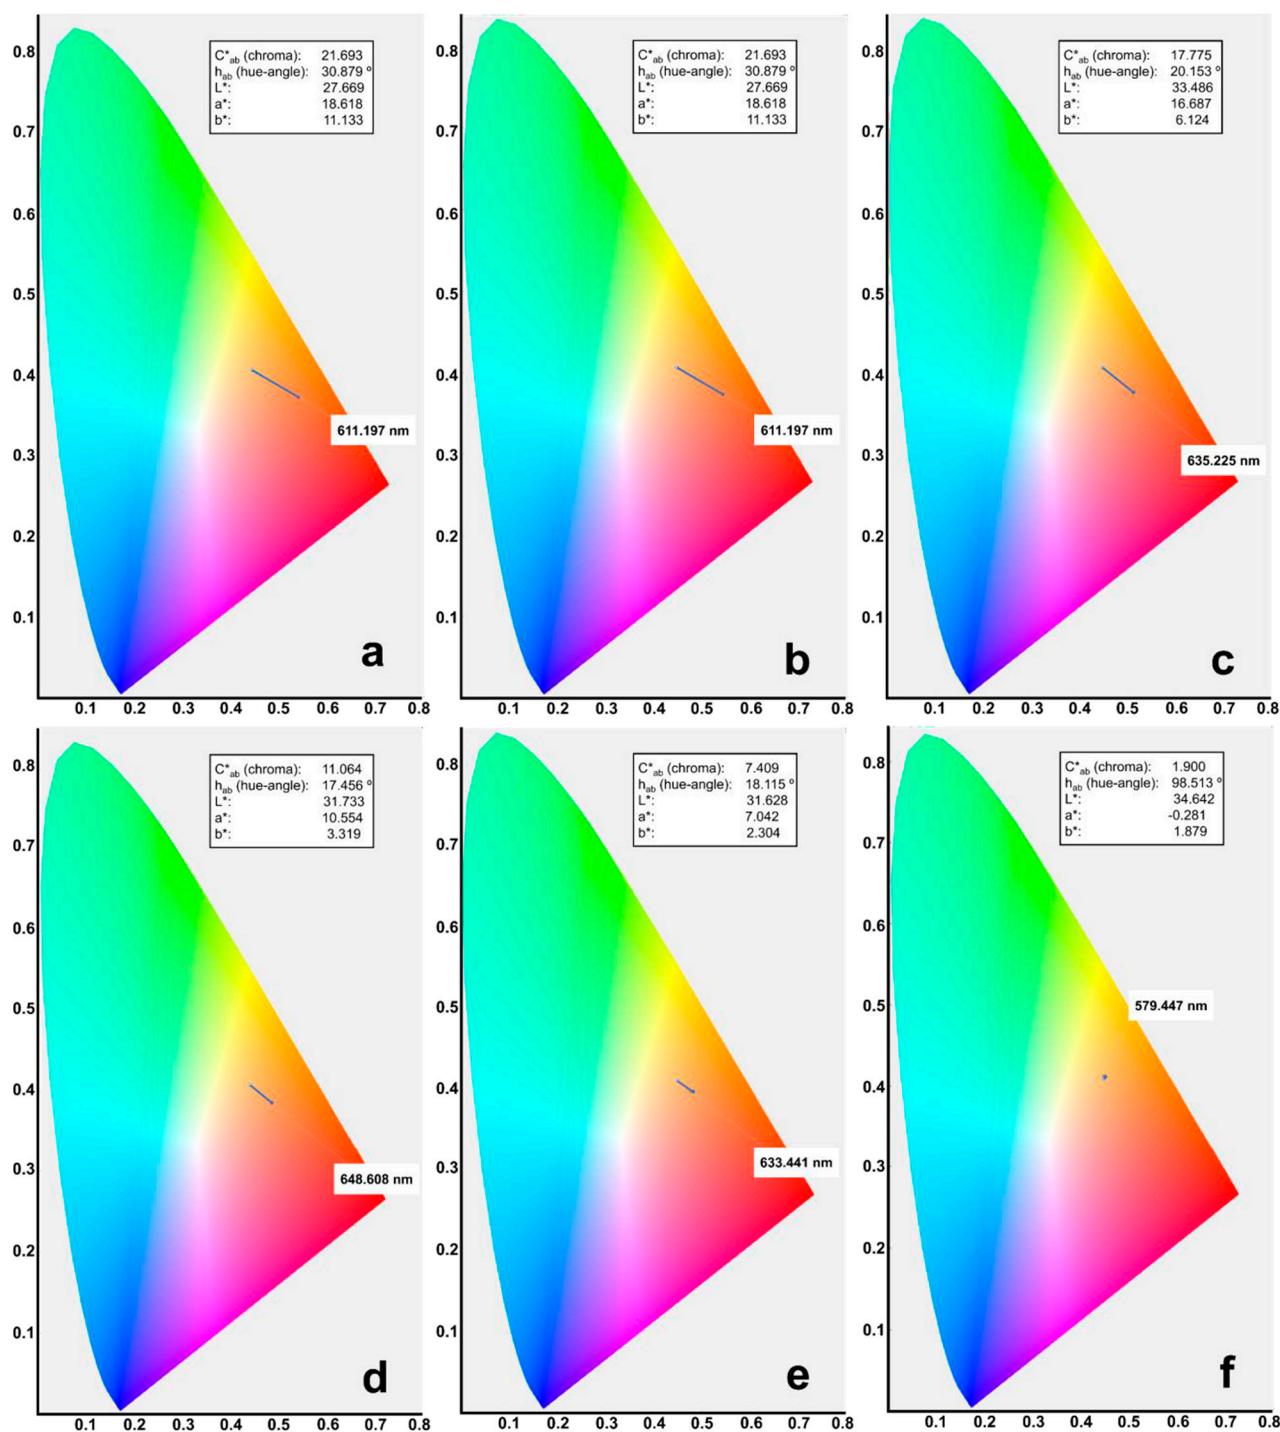 0.8
0.7
0.6
0.5
0.4
0.3
0.2
0.1
C*ab (chroma): 21.693
hab (hue-angle): 30.879 º
L*: 27.669
a*: 18.618
b*: 11.133
611.197 nm
a
0.1 0.2 0.3 0.4 0.5 0.6 0.7 0.8
0.8
0.7
0.6
0.5
0.4
0.3
0.2
0.1
C*ab (chroma): 21.693
hab (hue-angle): 30.879 º
L*: 27.669
a*: 18.618
b*: 11.133
611.197 nm
b
0.1 0.2 0.3 0.4 0.5 0.6 0.7 0.8
0.8
0.7
0.6
0.5
0.4
0.3
0.2
0.1
C*ab (chroma): 17.775
hab (hue-angle): 20.153 º
L*: 33.486
a*: 16.687
b*: 6.124
635.225 nm
c
0.1 0.2 0.3 0.4 0.5 0.6 0.7 0.8
0.8
0.7
0.6
0.5
0.4
0.3
0.2
0.1
C*ab (chroma): 11.064
hab (hue-angle): 17.456 º
L*: 31.733
a*: 10.554
b*: 3.319
648.608 nm
d
0.1 0.2 0.3 0.4 0.5 0.6 0.7 0.8
0.8
0.7
0.6
0.5
0.4
0.3
0.2
0.1
C*ab (chroma): 7.409
hab (hue-angle): 18.115 º
L*: 31.628
a*: 7.042
b*: 2.304
633.441 nm
e
0.1 0.2 0.3 0.4 0.5 0.6 0.7 0.8
0.8
0.7
0.6
0.5
0.4
0.3
0.2
0.1
C*ab (chroma): 1.900
hab (hue-angle): 98.513 º
L*: 34.642
a*: -0.281
b*: 1.879
579.447 nm
f
0.1 0.2 0.3 0.4 0.5 0.6 0.7 0.8